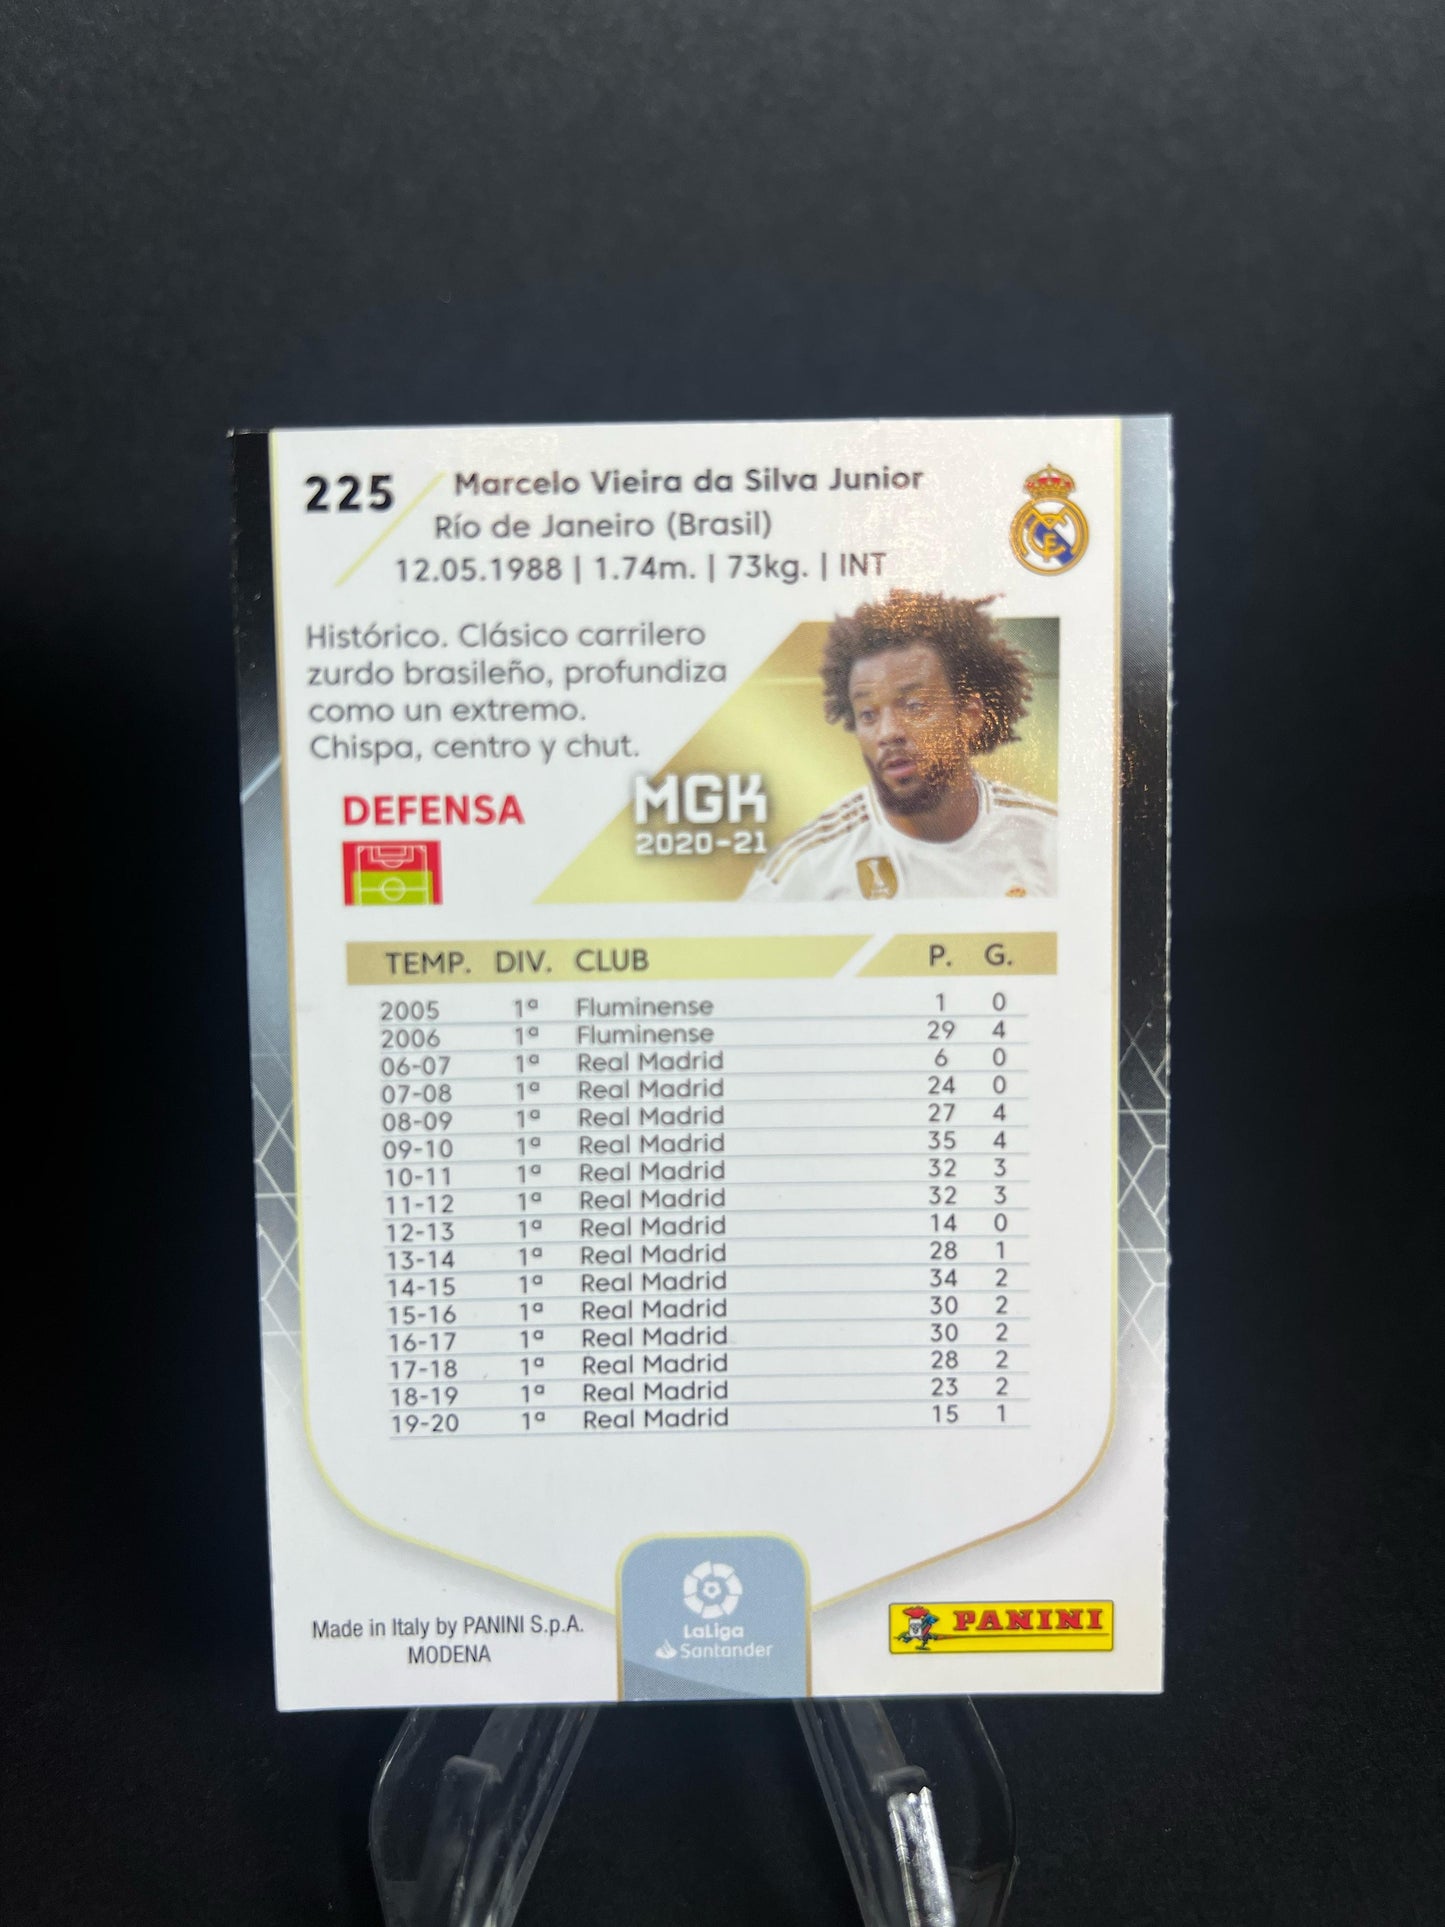 225
Marcelo Vieira da Silva Junior
Río de Janeiro (Brasil)
12.05.1988 | 1.74m. | 73kg. | INT
Histórico. Clásico carrilero
zurdo brasileño, profundiza
como un extremo.
Chispa, centro y chut.
DEFENSA
MGK
2020-21
TEMP. DIV. CLUB P. G.
2005 1ª Fluminense 1 0
2006 1ª Fluminense 29 4
06-07 1ª Real Madrid 6 0
07-08 1ª Real Madrid 24 0
08-09 1ª Real Madrid 27 4
09-10 1ª Real Madrid 35 4
10-11 1ª Real Madrid 32 3
11-12 1ª Real Madrid 32 3
12-13 1ª Real Madrid 14 0
13-14 1ª Real Madrid 28 1
14-15 1ª Real Madrid 34 2
15-16 1ª Real Madrid 30 2
16-17 1ª Real Madrid 30 2
17-18 1ª Real Madrid 28 2
18-19 1ª Real Madrid 23 2
19-20 1ª Real Madrid 15 1
Made in Italy by PANINI S.p.A.
MODENA
LaLiga
Santander
PANINI